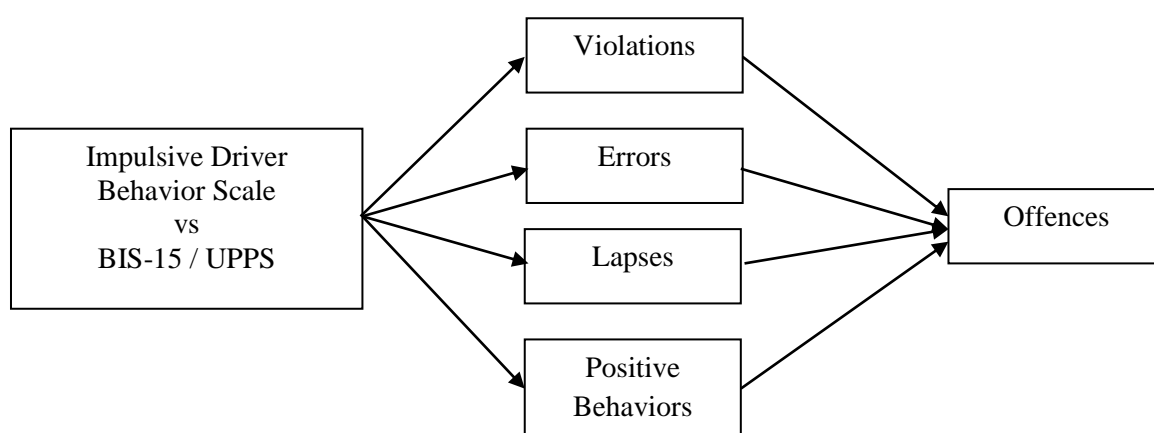 Violations
Impulsive Driver
Behavior Scale
vs
BIS-15 / UPPS
Errors
Lapses
Positive
Behaviors
Offences